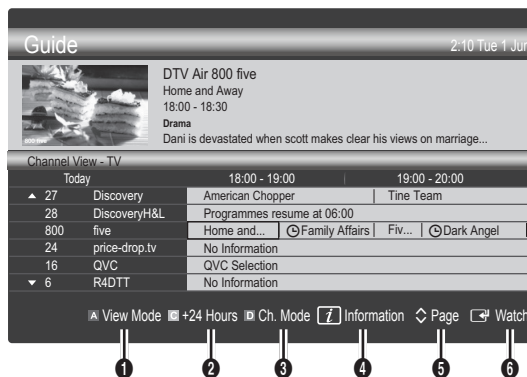 Guide
2:10 Tue 1 Jun
DTV Air 800 five
Home and Away
18:00 - 18:30
Drama
Dani is devastated when scott makes clear his views on marriage...
800 five
Channel View - TV
Today 18:00 - 19:00 19:00 - 20:00
▲ 27 Discovery American Chopper Tine Team
28 DiscoveryH&L Programmes resume at 06:00
800 five Home and... Family Affairs Fiv... Dark Angel
24 price-drop.tv No Information
16 QVC QVC Selection
▼ 6 R4DTT No Information
A View Mode C +24 Hours D Ch. Mode i Information Page Watch
1 2 3 4 5 6